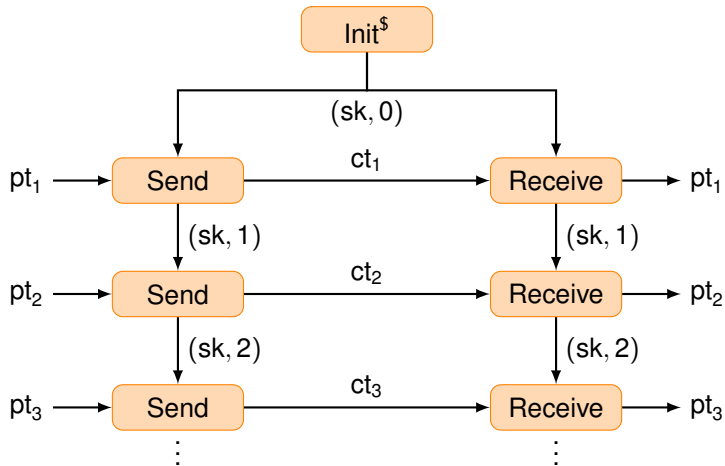 Init$
(sk, 0)
pt1 Send ct1 Receive pt1
(sk, 1) (sk, 1)
pt2 Send ct2 Receive pt2
(sk, 2) (sk, 2)
pt3 Send ct3 Receive pt3
⋮ ⋮